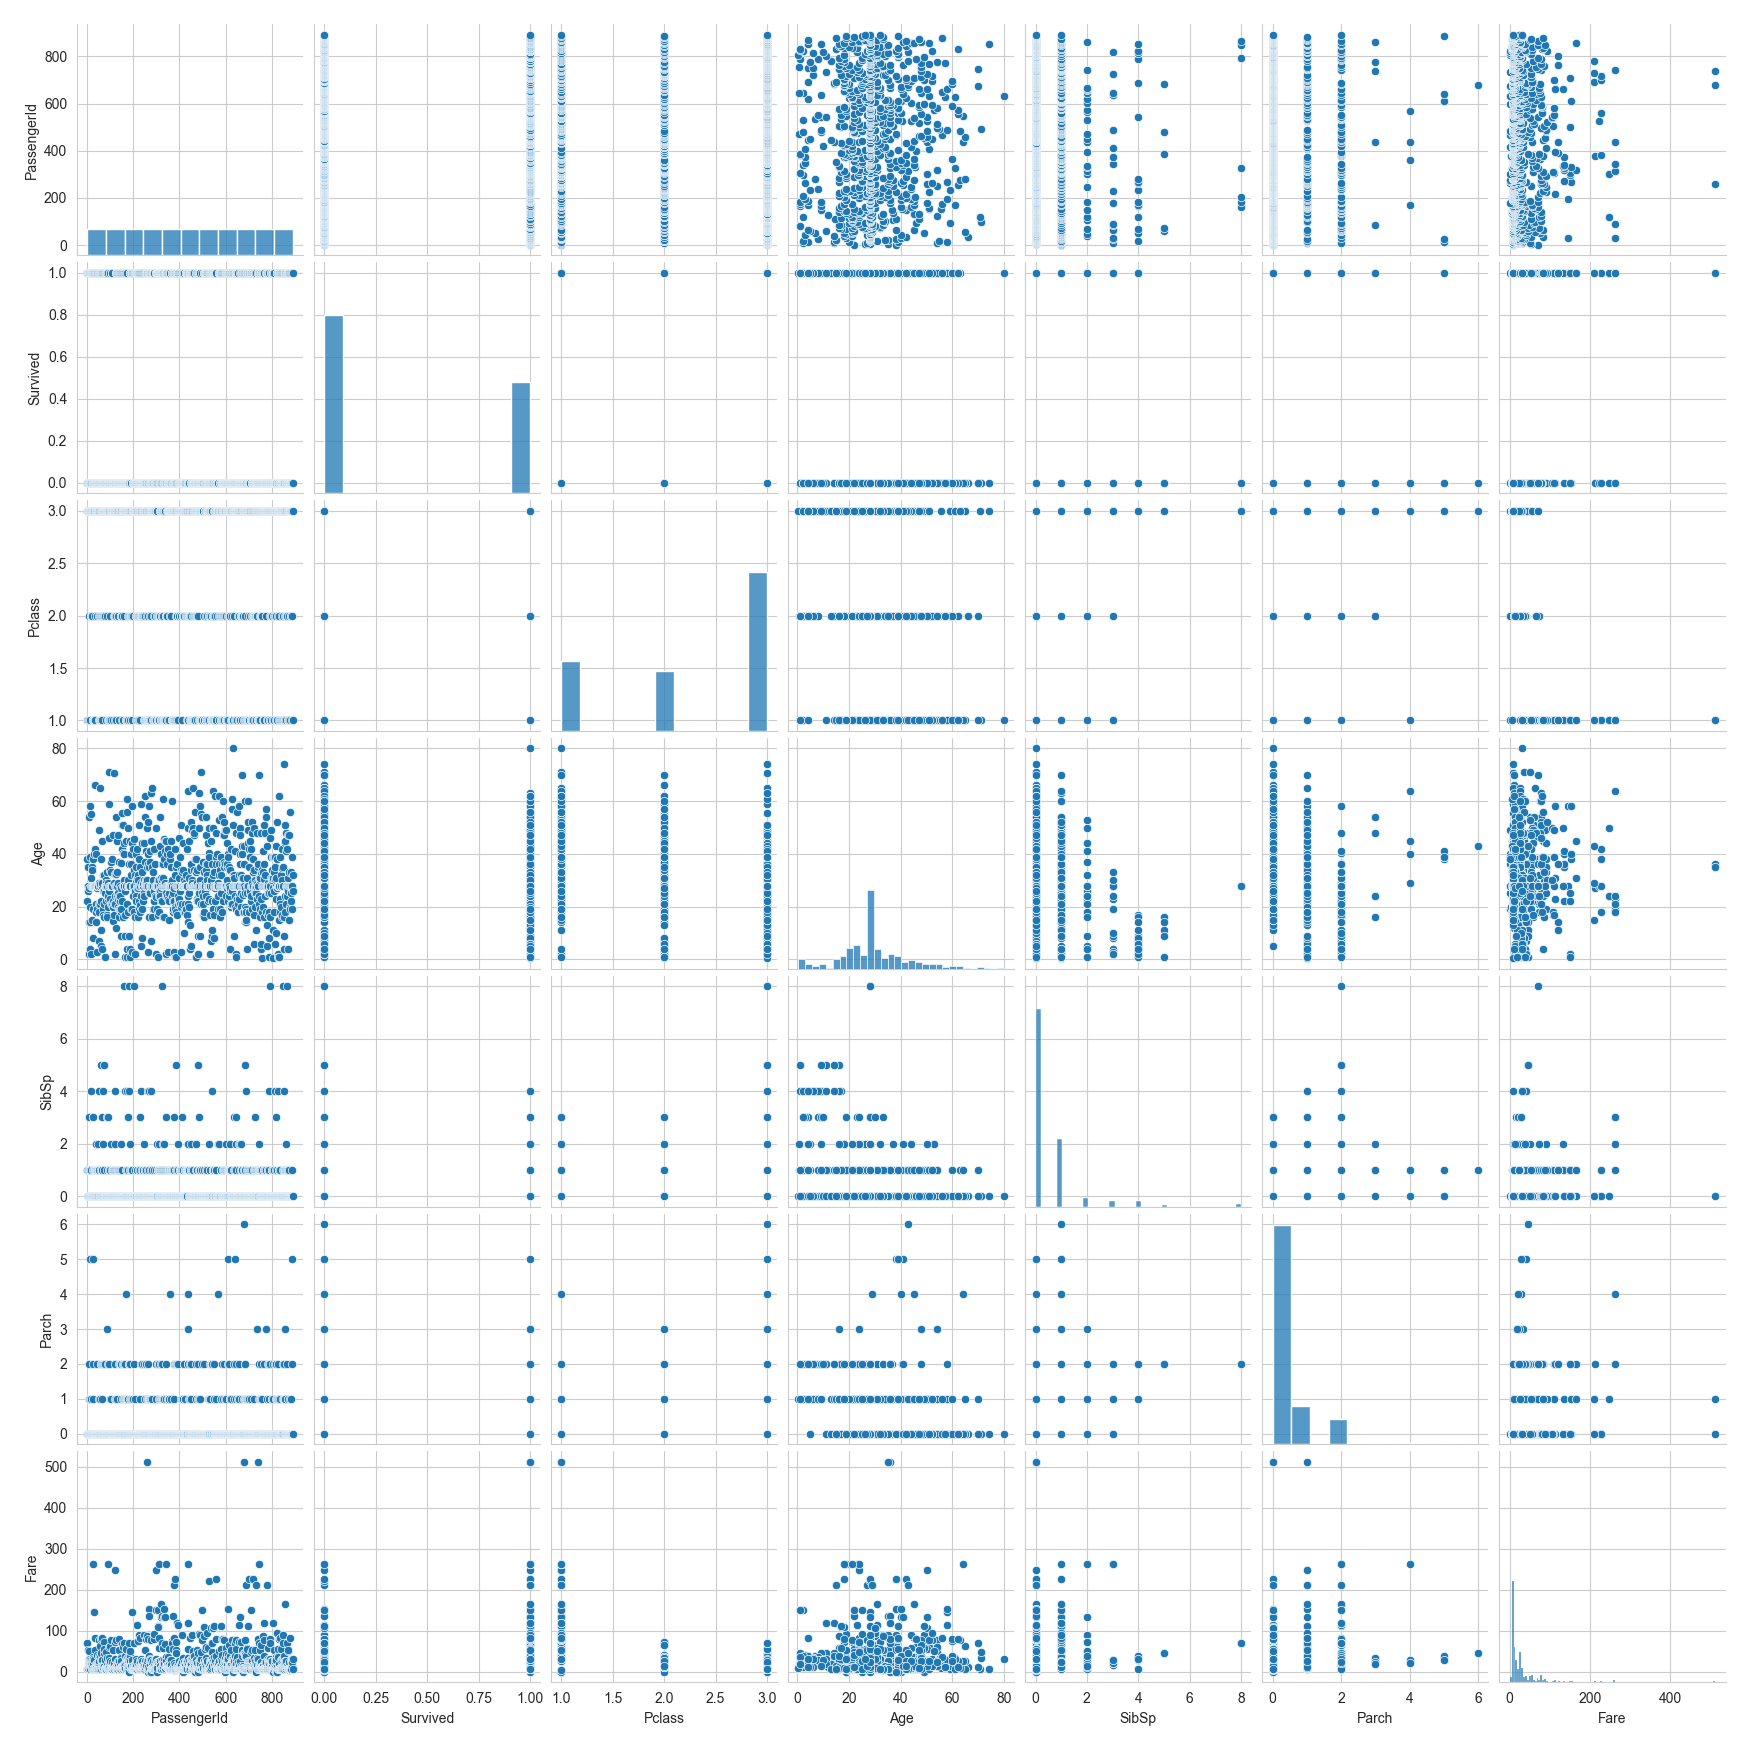 800
600
400
200
0
PassengerId
1.0
0.8
0.6
0.4
0.2
0.0
Survived
3.0
2.5
2.0
1.5
1.0
Pclass
80
60
40
20
0
Age
8
6
4
2
0
SibSp
6
5
4
3
2
1
0
Parch
500
400
300
200
100
0
Fare
0 200 400 600 800
0.00 0.25 0.50 0.75 1.00
1.0 1.5 2.0 2.5 3.0
0 20 40 60 80
0 2 4 6 8
0 2 4 6
0 200 400
PassengerId Survived Pclass Age SibSp Parch Fare